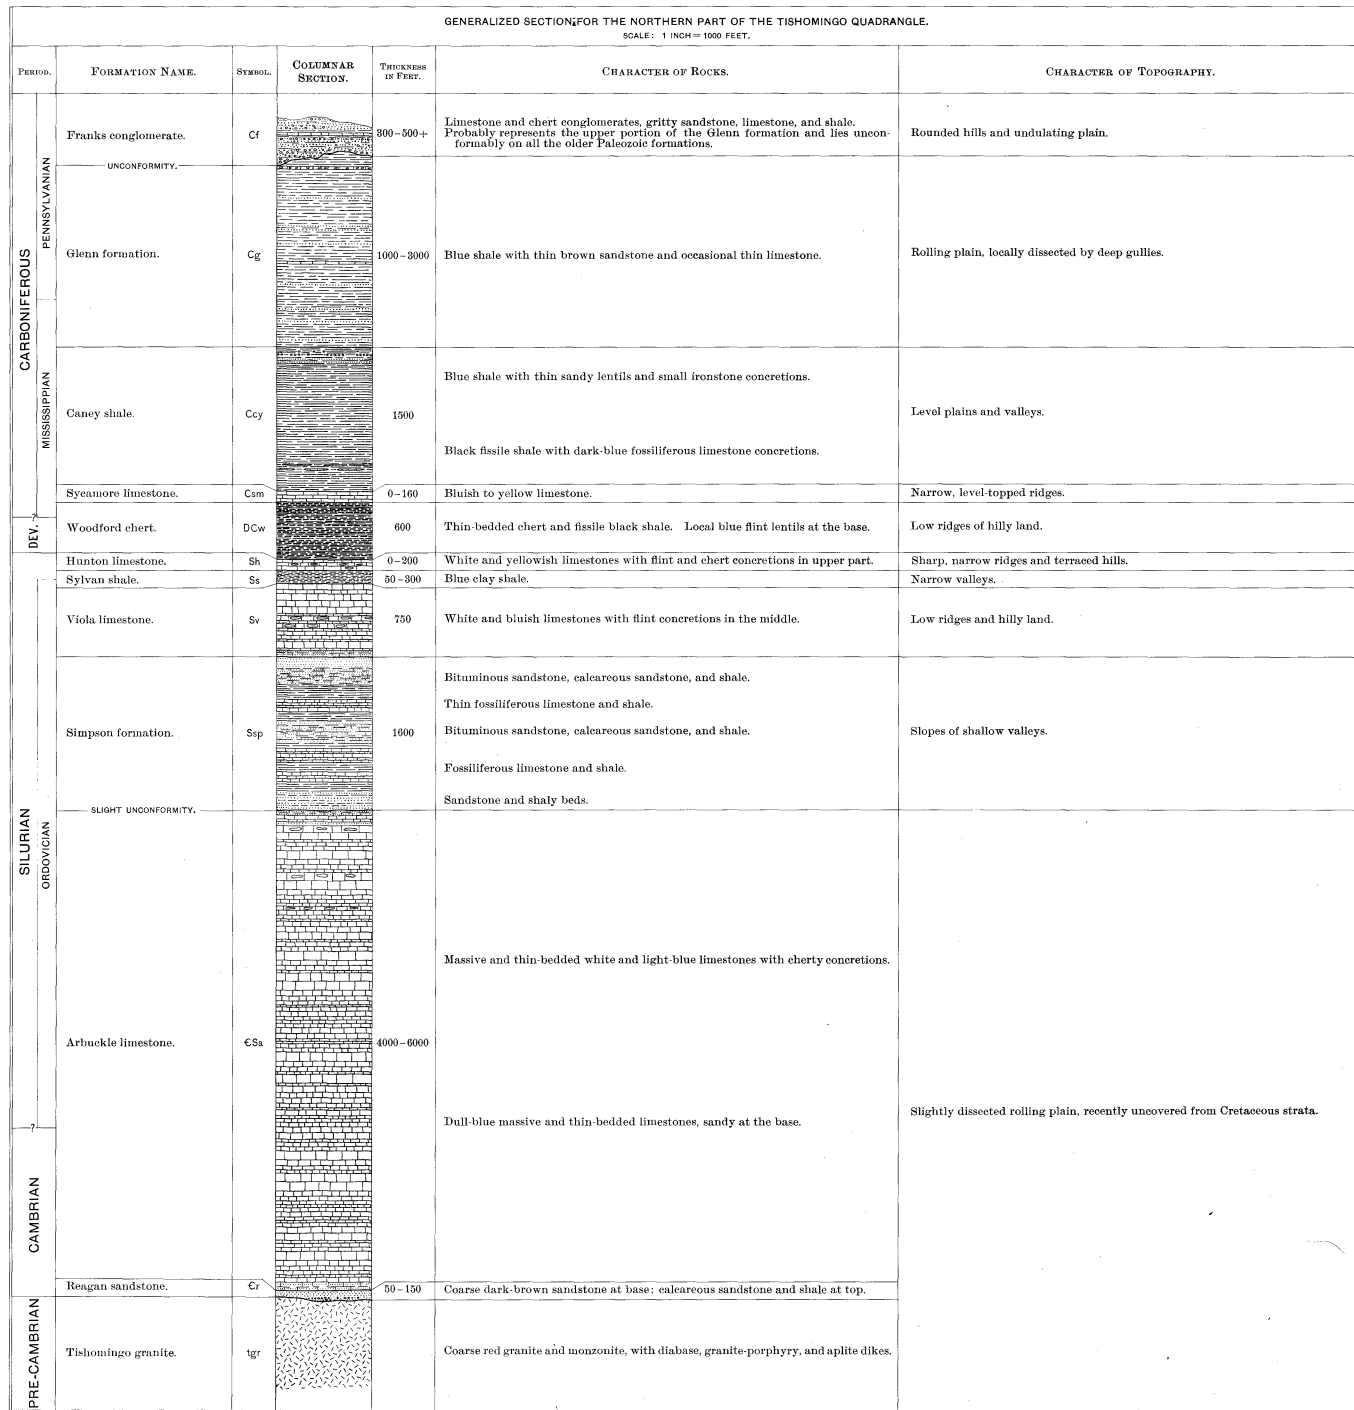 GENERALIZED SECTION FOR THE NORTHERN PART OF THE TISHOMINGO QUADRANGLE.
SCALE: 1 INCH = 1000 FEET.
PERIOD. FORMATION NAME. SYMBOL. COLUMNAR SECTION. THICKNESS IN FEET. CHARACTER OF ROCKS. CHARACTER OF TOPOGRAPHY.
CARBONIFEROUS
PENNSYLVANIAN
Franks conglomerate. Cf 300–500+ Limestone and chert conglomerates, gritty sandstone, limestone, and shale.
Probably represents the upper portion of the Glenn formation and lies uncon-
formably on all the older Paleozoic formations.
Rounded hills and undulating plain.
UNCONFORMITY.
Glenn formation. Cg 1000–3000 Blue shale with thin brown sandstone and occasional thin limestone. Rolling plain, locally dissected by deep gullies.
MISSISSIPPIAN
Blue shale with thin sandy lentils and small ironstone concretions.
Caney shale. Ccy 1500 Level plains and valleys.
Black fissile shale with dark-blue fossiliferous limestone concretions.
Sycamore limestone. Csm 0–160 Bluish to yellow limestone. Narrow, level-topped ridges.
?
DEV.
Woodford chert. DCw 600 Thin-bedded chert and fissile black shale. Local blue flint lentils at the base. Low ridges of hilly land.
Hunton limestone. Sh 0–200 White and yellowish limestones with flint and chert concretions in upper part. Sharp, narrow ridges and terraced hills.
SILURIAN
Sylvan shale. Ss 50–300 Blue clay shale. Narrow valleys.
Viola limestone. Sv 750 White and bluish limestones with flint concretions in the middle. Low ridges and hilly land.
ORDOVICIAN
Bituminous sandstone, calcareous sandstone, and shale.
Thin fossiliferous limestone and shale.
Simpson formation. Ssp 1600 Bituminous sandstone, calcareous sandstone, and shale. Slopes of shallow valleys.
Fossiliferous limestone and shale.
Sandstone and shaly beds.
SLIGHT UNCONFORMITY.
Massive and thin-bedded white and light-blue limestones with cherty concretions.
Arbuckle limestone. ЄSa 4000–6000
Slightly dissected rolling plain, recently uncovered from Cretaceous strata.
Dull-blue massive and thin-bedded limestones, sandy at the base.
?
CAMBRIAN
Reagan sandstone. Єr 50–150 Coarse dark-brown sandstone at base; calcareous sandstone and shale at top.
PRE-CAMBRIAN
Tishomingo granite. tgr Coarse red granite and monzonite, with diabase, granite-porphyry, and aplite dikes.